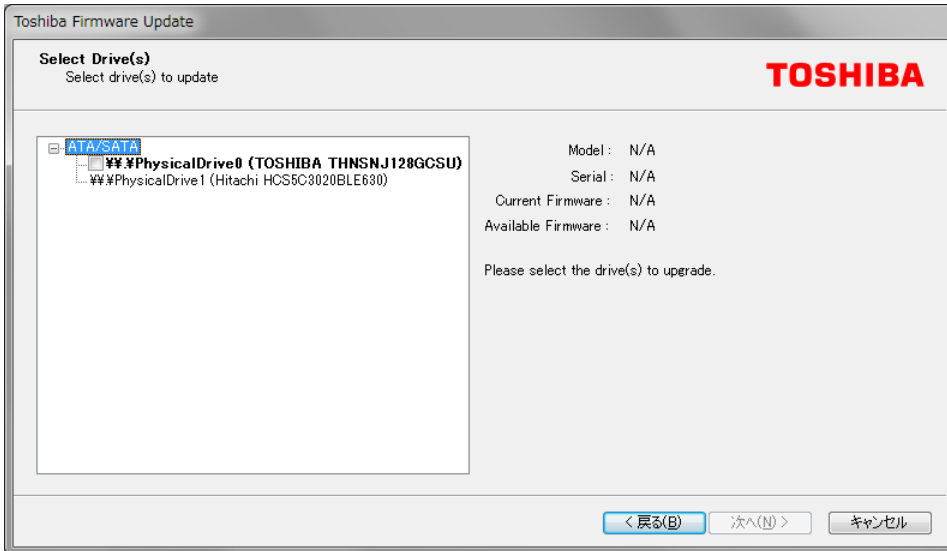 Toshiba Firmware Update
Select Drive(s)
Select drive(s) to update
TOSHIBA
ATA/SATA
¥¥.¥PhysicalDrive0 (TOSHIBA THNSNJ128GCSU)
¥¥.¥PhysicalDrive1 (Hitachi HCS5C3020BLE630)
Model : N/A
Serial : N/A
Current Firmware : N/A
Available Firmware : N/A
Please select the drive(s) to upgrade.
< 戻る(B)
次へ(N) >
キャンセル